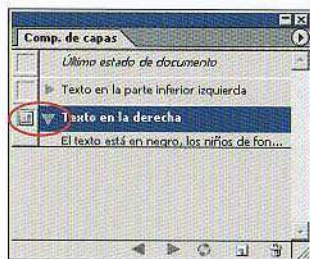 Comp. de capas
Último estado de documento
Texto en la parte inferior izquierda
Texto en la derecha
El texto está en negro, los niños de fon...